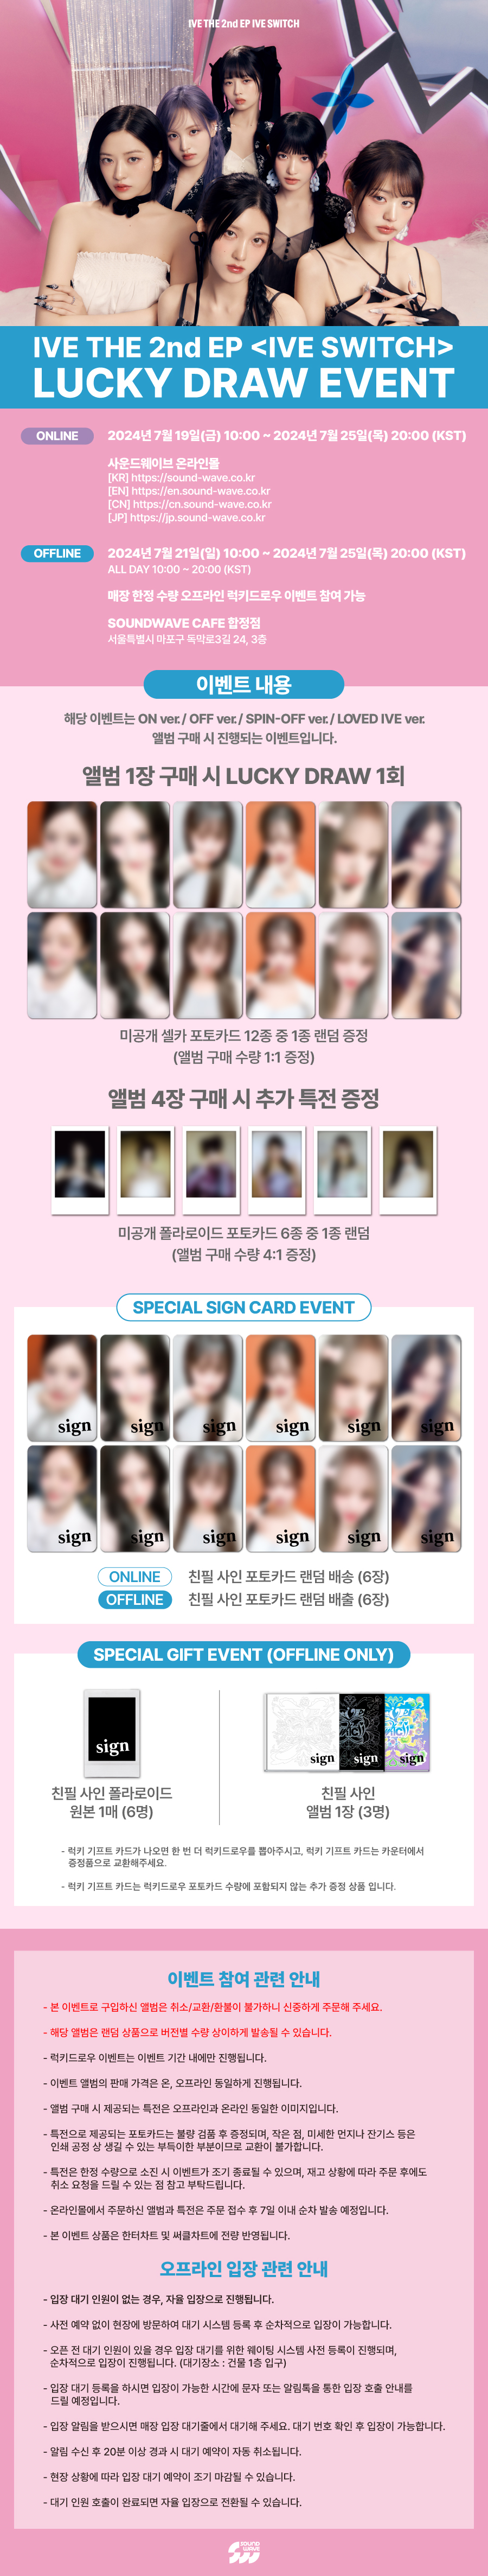 IVE THE 2nd EP IVE SWITCH
IVE THE 2nd EP <IVE SWITCH>
LUCKY DRAW EVENT
ONLINE
2024년 7월 19일(금) 10:00 ~ 2024년 7월 25일(목) 20:00 (KST)
사운드웨이브 온라인몰
[KR] https://sound-wave.co.kr
[EN] https://en.sound-wave.co.kr
[CN] https://cn.sound-wave.co.kr
[JP] https://jp.sound-wave.co.kr
OFFLINE
2024년 7월 21일(일) 10:00 ~ 2024년 7월 25일(목) 20:00 (KST)
ALL DAY 10:00 ~ 20:00 (KST)
매장 한정 수량 오프라인 럭키드로우 이벤트 참여 가능
SOUNDWAVE CAFE 합정점
서울특별시 마포구 독막로3길 24, 3층
이벤트 내용
해당 이벤트는 ON ver. / OFF ver. / SPIN-OFF ver. / LOVED IVE ver.
앨범 구매 시 진행되는 이벤트입니다.
앨범 1장 구매 시 LUCKY DRAW 1회
미공개 셀카 포토카드 12종 중 1종 랜덤 증정
(앨범 구매 수량 1:1 증정)
앨범 4장 구매 시 추가 특전 증정
미공개 폴라로이드 포토카드 6종 중 1종 랜덤
(앨범 구매 수량 4:1 증정)
SPECIAL SIGN CARD EVENT
sign sign sign sign sign sign
sign sign sign sign sign sign
ONLINE 친필 사인 포토카드 랜덤 배송 (6장)
OFFLINE 친필 사인 포토카드 랜덤 배출 (6장)
SPECIAL GIFT EVENT (OFFLINE ONLY)
sign
친필 사인 폴라로이드
원본 1매 (6명)
sign sign sign
친필 사인
앨범 1장 (3명)
- 럭키 기프트 카드가 나오면 한 번 더 럭키드로우를 뽑아주시고, 럭키 기프트 카드는 카운터에서
증정품으로 교환해주세요.
- 럭키 기프트 카드는 럭키드로우 포토카드 수량에 포함되지 않는 추가 증정 상품 입니다.
이벤트 참여 관련 안내
- 본 이벤트로 구입하신 앨범은 취소/교환/환불이 불가하니 신중하게 주문해 주세요.
- 해당 앨범은 랜덤 상품으로 버전별 수량 상이하게 발송될 수 있습니다.
- 럭키드로우 이벤트는 이벤트 기간 내에만 진행됩니다.
- 이벤트 앨범의 판매 가격은 온, 오프라인 동일하게 진행됩니다.
- 앨범 구매 시 제공되는 특전은 오프라인과 온라인 동일한 이미지입니다.
- 특전으로 제공되는 포토카드는 불량 검품 후 증정되며, 작은 점, 미세한 먼지나 잔기스 등은
인쇄 공정 상 생길 수 있는 부득이한 부분이므로 교환이 불가합니다.
- 특전은 한정 수량으로 소진 시 이벤트가 조기 종료될 수 있으며, 재고 상황에 따라 주문 후에도
취소 요청을 드릴 수 있는 점 참고 부탁드립니다.
- 온라인몰에서 주문하신 앨범과 특전은 주문 접수 후 7일 이내 순차 발송 예정입니다.
- 본 이벤트 상품은 한터차트 및 써클차트에 전량 반영됩니다.
오프라인 입장 관련 안내
- 입장 대기 인원이 없는 경우, 자율 입장으로 진행됩니다.
- 사전 예약 없이 현장에 방문하여 대기 시스템 등록 후 순차적으로 입장이 가능합니다.
- 오픈 전 대기 인원이 있을 경우 입장 대기를 위한 웨이팅 시스템 사전 등록이 진행되며,
순차적으로 입장이 진행됩니다. (대기장소 : 건물 1층 입구)
- 입장 대기 등록을 하시면 입장이 가능한 시간에 문자 또는 알림톡을 통한 입장 호출 안내를
드릴 예정입니다.
- 입장 알림을 받으시면 매장 입장 대기줄에서 대기해 주세요. 대기 번호 확인 후 입장이 가능합니다.
- 알림 수신 후 20분 이상 경과 시 대기 예약이 자동 취소됩니다.
- 현장 상황에 따라 입장 대기 예약이 조기 마감될 수 있습니다.
- 대기 인원 호출이 완료되면 자율 입장으로 전환될 수 있습니다.
SOUND
WAVE